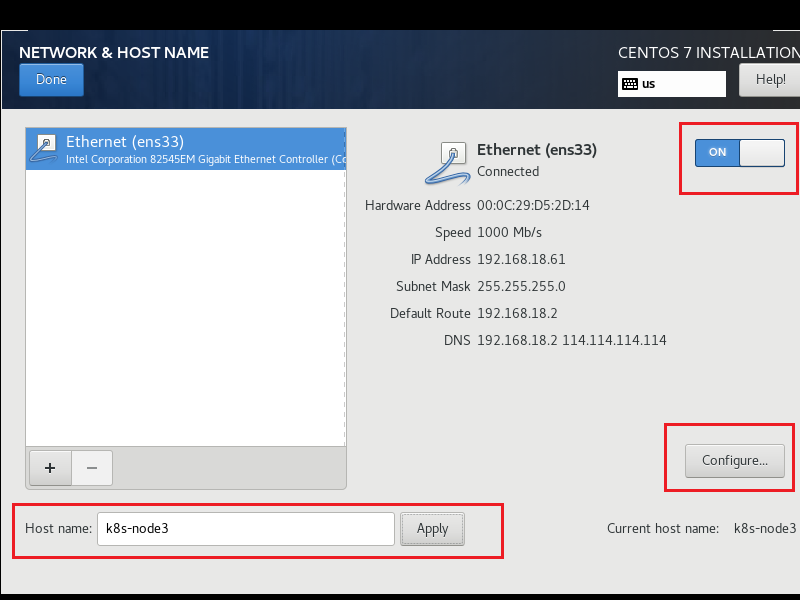 NETWORK & HOST NAME
CENTOS 7 INSTALLATION
Done
us
Help!
Ethernet (ens33)
Intel Corporation 82545EM Gigabit Ethernet Controller (Co
Ethernet (ens33)
Connected
ON
Hardware Address 00:0C:29:D5:2D:14
Speed 1000 Mb/s
IP Address 192.168.18.61
Subnet Mask 255.255.255.0
Default Route 192.168.18.2
DNS 192.168.18.2 114.114.114.114
+ −
Configure...
Host name: k8s-node3 Apply
Current host name: k8s-node3